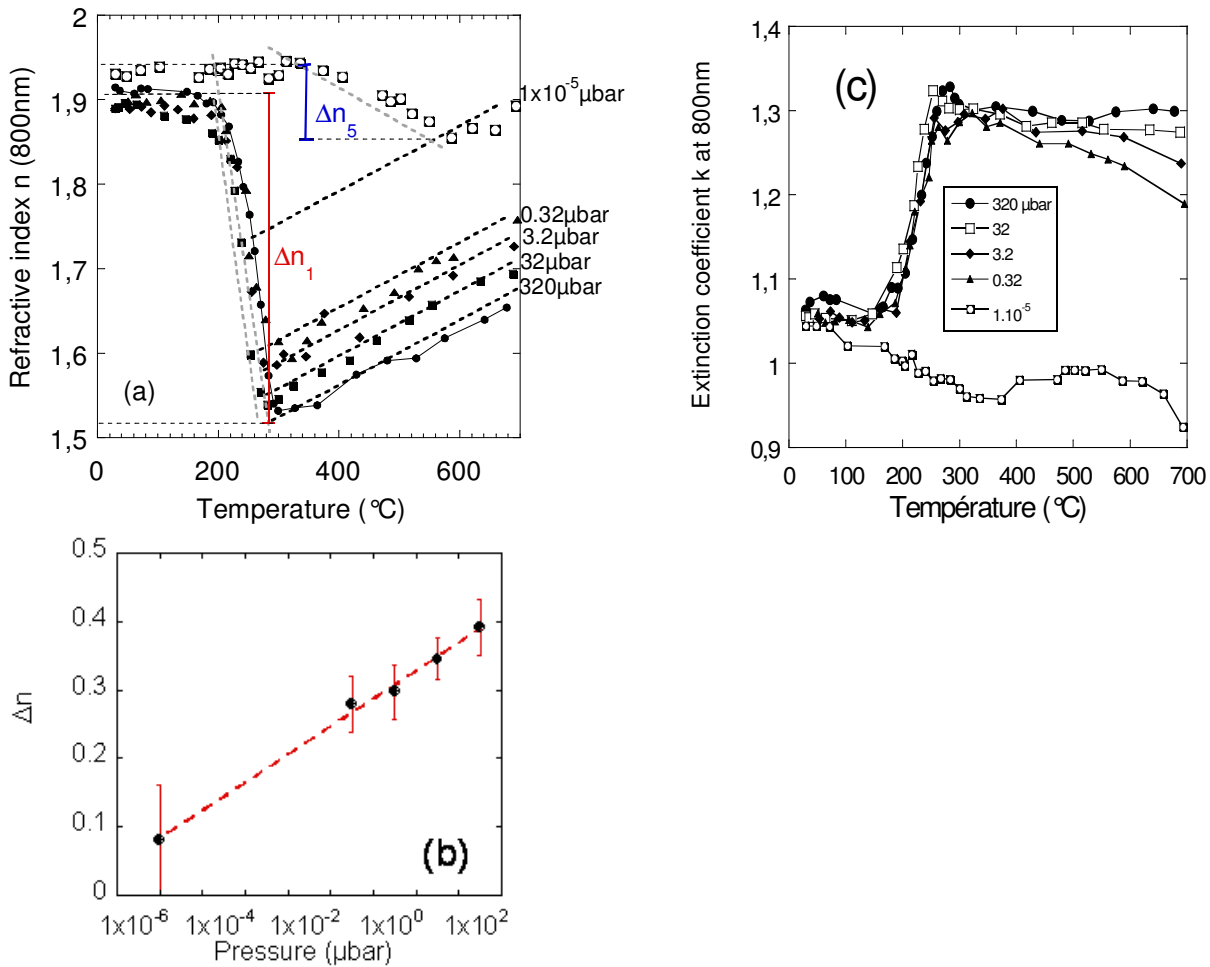 2
1,9
1,8
1,7
1,6
1,5
0
200
400
600
Refractive index n (800nm)
Temperature (°C)
(a)
Δn5
Δn1
1x10-5 µbar
0.32µbar
3.2µbar
32µbar
320µbar
1,4
1,3
1,2
1,1
1
0,9
0 100 200 300 400 500 600 700
Extinction coefficient k at 800nm
Température (°C)
(c)
320 µbar
32
3.2
0.32
1.10-5
0.5
0.4
0.3
0.2
0.1
0
1x10-6 1x10-4 1x10-2 1x100 1x102
Δn
Pressure (µbar)
(b)